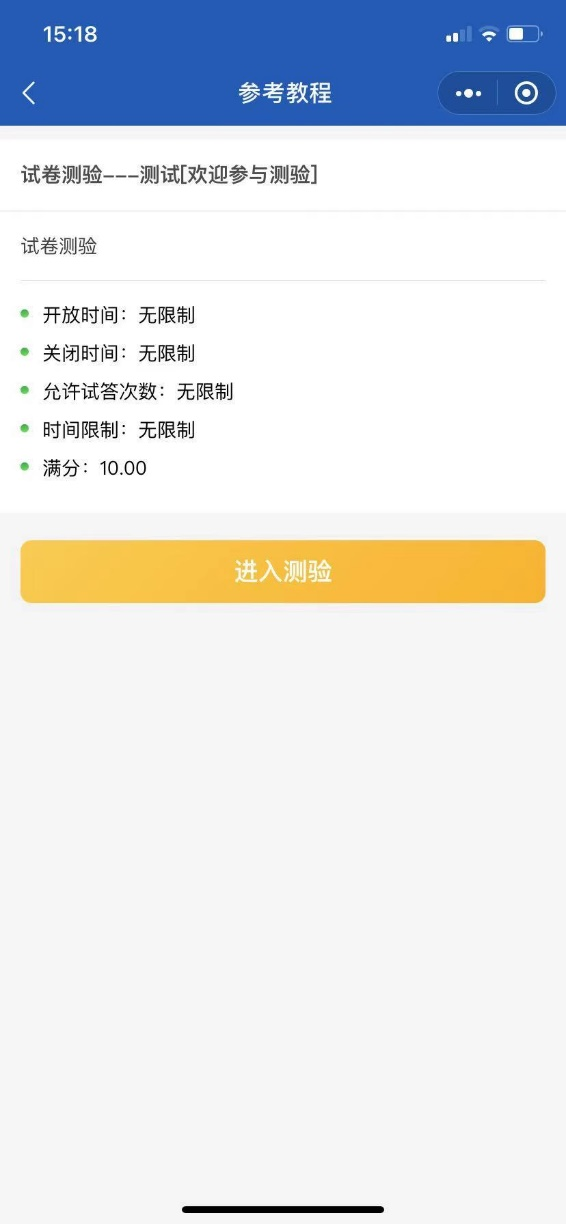 15:18
参考教程
试卷测验---测试[欢迎参与测验]
试卷测验
开放时间：无限制
关闭时间：无限制
允许试答次数：无限制
时间限制：无限制
满分：10.00
进入测验